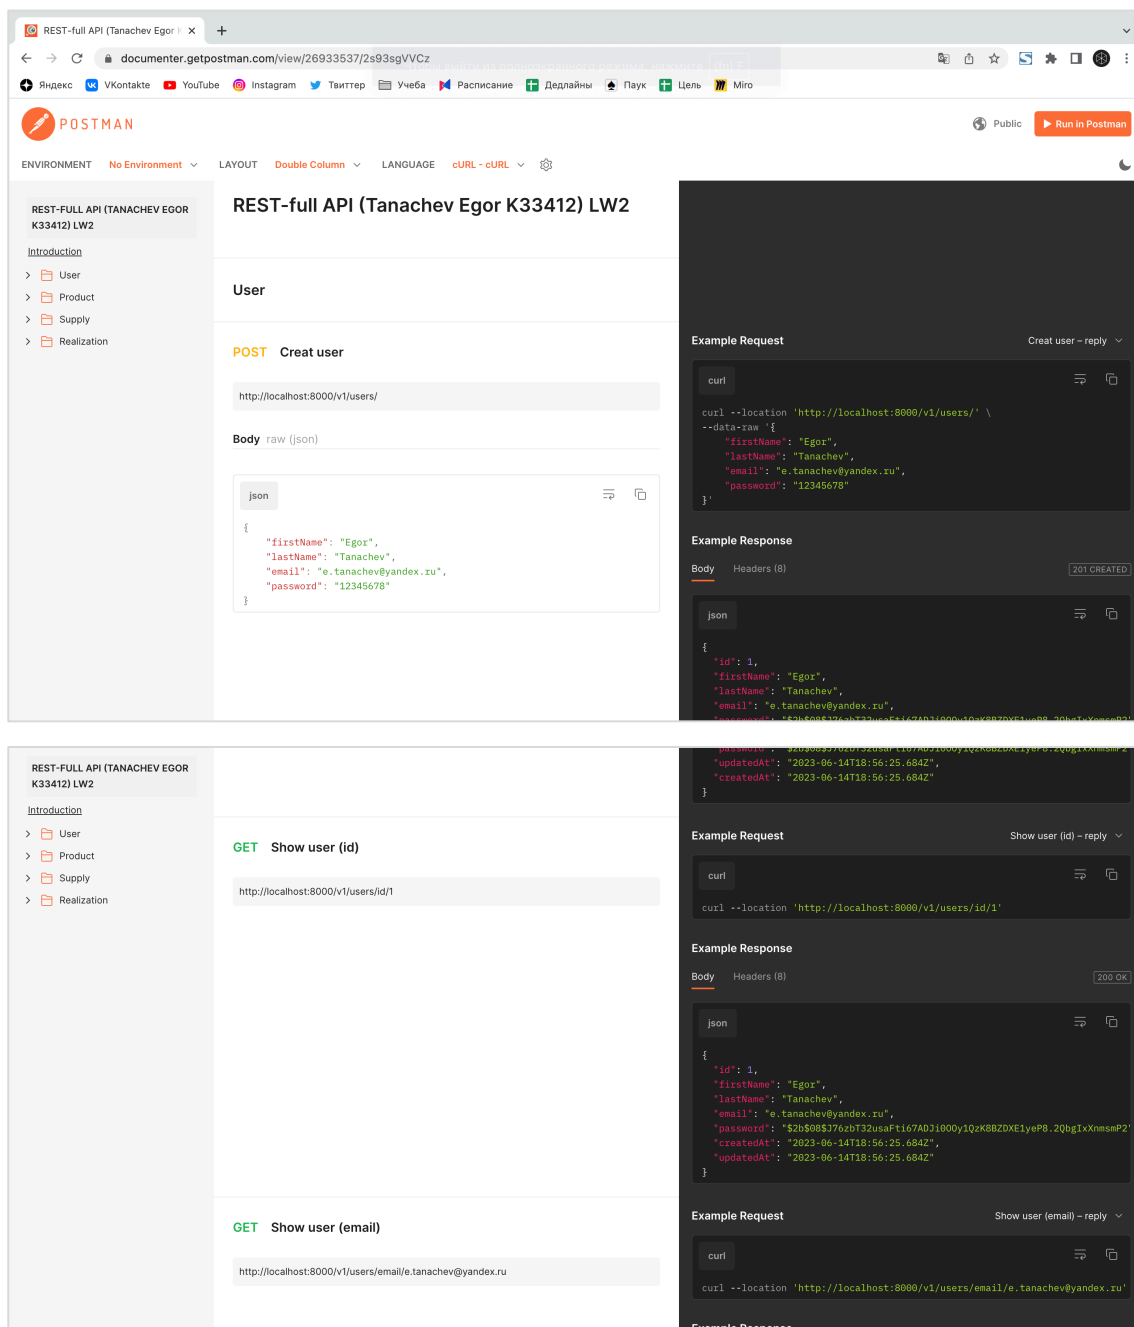 REST-full API (Tanachev Egor K
documenter.getpostman.com/view/26933537/2s93sgVVCz
Яндекс VKontakte YouTube Instagram Твиттер Учеба Расписание Дедлайны Паук Цель Miro
POSTMAN
Public Run in Postman
ENVIRONMENT No Environment LAYOUT Double Column LANGUAGE cURL - cURL
REST-FULL API (TANACHEV EGOR
K33412) LW2
Introduction
User
Product
Supply
Realization
REST-full API (Tanachev Egor K33412) LW2
User
POST Creat user
http://localhost:8000/v1/users/
Body raw (json)
json
{
"firstName": "Egor",
"lastName": "Tanachev",
"email": "e.tanachev@yandex.ru",
"password": "12345678"
}
Example Request Creat user – reply
curl
curl --location 'http://localhost:8000/v1/users/' \
--data-raw '{
"firstName": "Egor",
"lastName": "Tanachev",
"email": "e.tanachev@yandex.ru",
"password": "12345678"
}'
Example Response
Body Headers (8) 201 CREATED
json
{
"id": 1,
"firstName": "Egor",
"lastName": "Tanachev",
"email": "e.tanachev@yandex.ru",
"password": "$2b$08$J76zbT32usaFti67ADJi0OOy1QzK8BZDXE1yeP8.2QbgIxXnmsmP2'
REST-FULL API (TANACHEV EGOR
K33412) LW2
Introduction
User
Product
Supply
Realization
"password": "$2b$08$J76zbT32usaFti67ADJi0OOy1QzK8BZDXE1yeP8.2QbgIxXnmsmP2
"updatedAt": "2023-06-14T18:56:25.684Z",
"createdAt": "2023-06-14T18:56:25.684Z"
}
GET Show user (id)
http://localhost:8000/v1/users/id/1
Example Request Show user (id) – reply
curl
curl --location 'http://localhost:8000/v1/users/id/1'
Example Response
Body Headers (8) 200 OK
json
{
"id": 1,
"firstName": "Egor",
"lastName": "Tanachev",
"email": "e.tanachev@yandex.ru",
"password": "$2b$08$J76zbT32usaFti67ADJi0OOy1QzK8BZDXE1yeP8.2QbgIxXnmsmP2'
"createdAt": "2023-06-14T18:56:25.684Z",
"updatedAt": "2023-06-14T18:56:25.684Z"
}
GET Show user (email)
http://localhost:8000/v1/users/email/e.tanachev@yandex.ru
Example Request Show user (email) – reply
curl
curl --location 'http://localhost:8000/v1/users/email/e.tanachev@yandex.ru'
Example Response